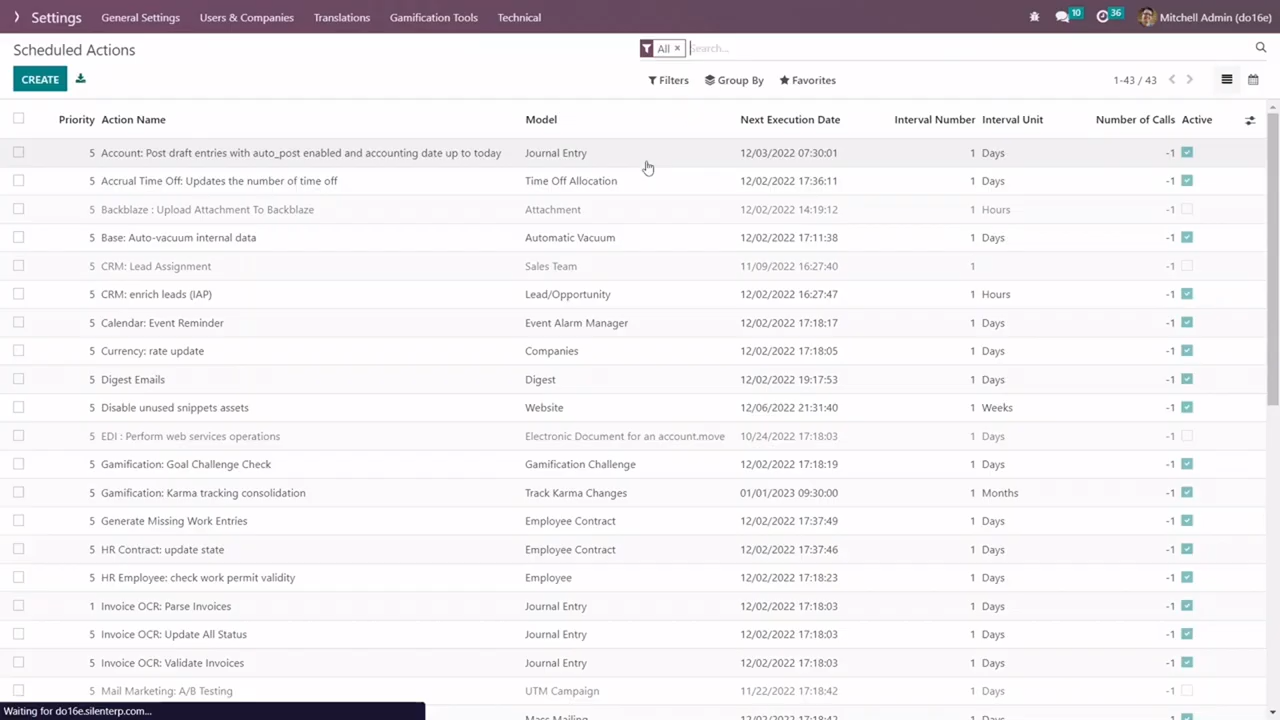 Settings General Settings Users & Companies Translations Gamification Tools Technical 10 36 Mitchell Admin (do16e)
Scheduled Actions All × Search...
CREATE Filters Group By Favorites 1-43 / 43
Priority Action Name Model Next Execution Date Interval Number Interval Unit Number of Calls Active
5 Account: Post draft entries with auto_post enabled and accounting date up to today Journal Entry 12/03/2022 07:30:01 1 Days -1
5 Accrual Time Off: Updates the number of time off Time Off Allocation 12/02/2022 17:36:11 1 Days -1
5 Backblaze : Upload Attachment To Backblaze Attachment 12/02/2022 14:19:12 1 Hours -1
5 Base: Auto-vacuum internal data Automatic Vacuum 12/02/2022 17:11:38 1 Days -1
5 CRM: Lead Assignment Sales Team 11/09/2022 16:27:40 1 -1
5 CRM: enrich leads (IAP) Lead/Opportunity 12/02/2022 16:27:47 1 Hours -1
5 Calendar: Event Reminder Event Alarm Manager 12/02/2022 17:18:17 1 Days -1
5 Currency: rate update Companies 12/02/2022 17:18:05 1 Days -1
5 Digest Emails Digest 12/02/2022 19:17:53 1 Days -1
5 Disable unused snippets assets Website 12/06/2022 21:31:40 1 Weeks -1
5 EDI : Perform web services operations Electronic Document for an account.move 10/24/2022 17:18:03 1 Days -1
5 Gamification: Goal Challenge Check Gamification Challenge 12/02/2022 17:18:19 1 Days -1
5 Gamification: Karma tracking consolidation Track Karma Changes 01/01/2023 09:30:00 1 Months -1
5 Generate Missing Work Entries Employee Contract 12/02/2022 17:37:49 1 Days -1
5 HR Contract: update state Employee Contract 12/02/2022 17:37:46 1 Days -1
5 HR Employee: check work permit validity Employee 12/02/2022 17:18:23 1 Days -1
1 Invoice OCR: Parse Invoices Journal Entry 12/02/2022 17:18:03 1 Days -1
5 Invoice OCR: Update All Status Journal Entry 12/02/2022 17:18:03 1 Days -1
5 Invoice OCR: Validate Invoices Journal Entry 12/02/2022 17:18:03 1 Days -1
5 Mail Marketing: A/B Testing UTM Campaign 11/22/2022 17:18:42 1 Days -1
Waiting for do16e.silenterp.com...